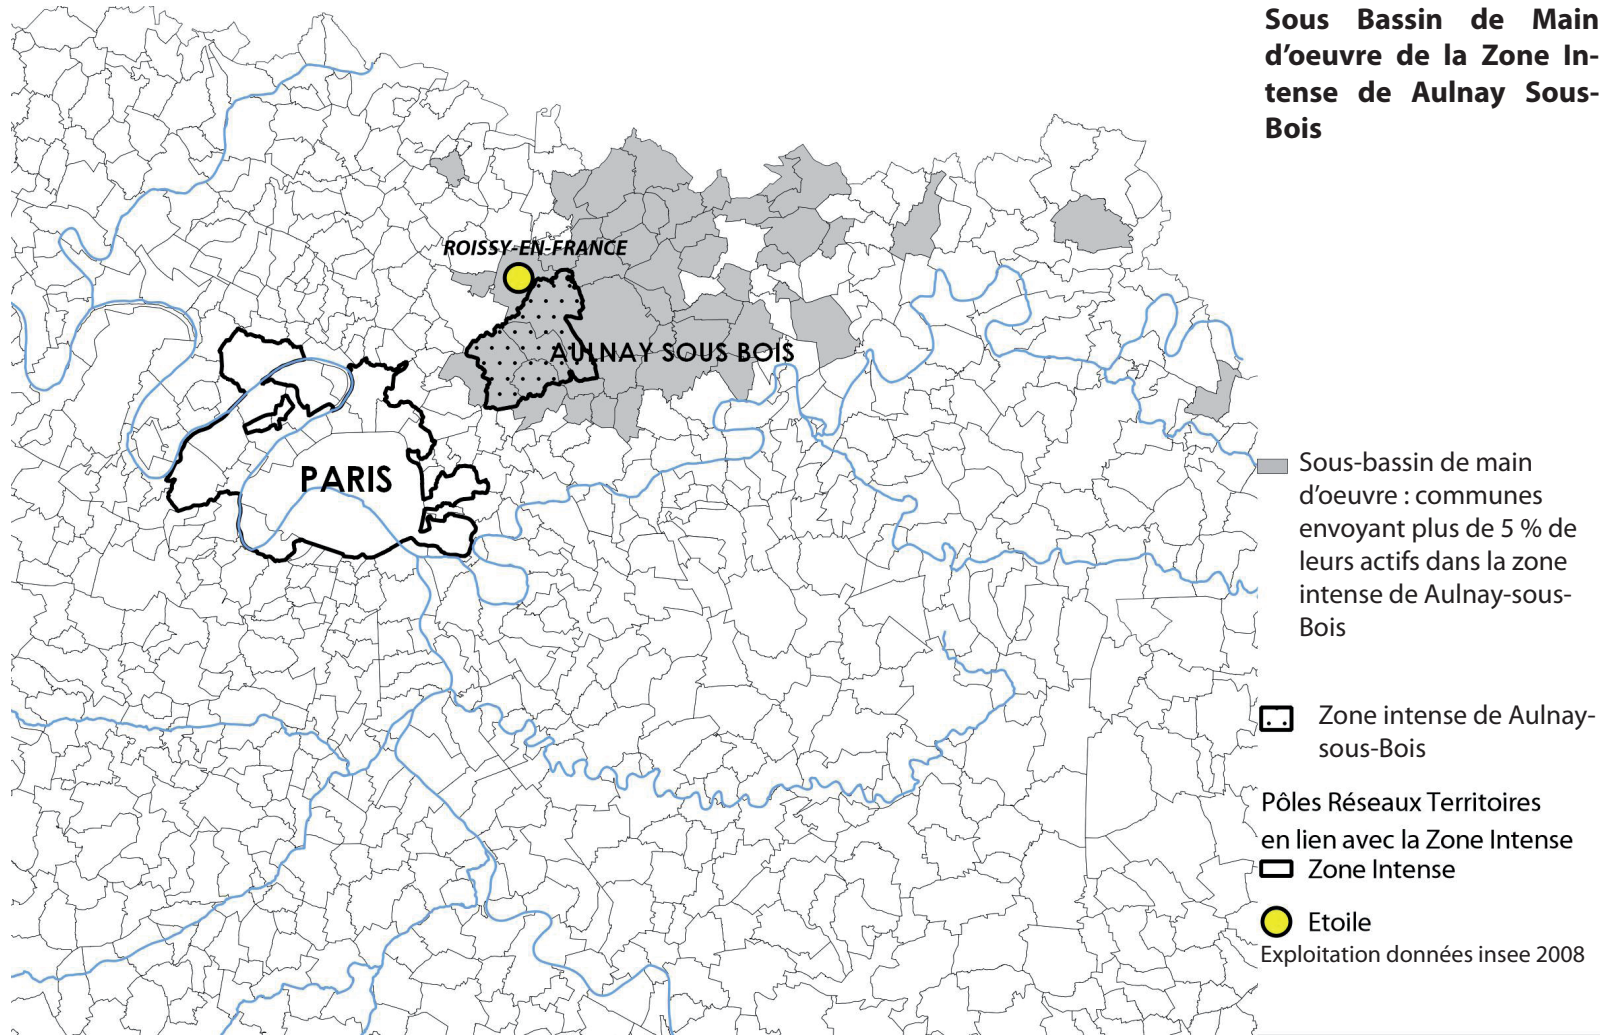 Sous Bassin de Main
d'oeuvre de la Zone In-
tense de Aulnay Sous-
Bois
ROISSY-EN-FRANCE
AULNAY SOUS BOIS
PARIS
Sous-bassin de main
d'oeuvre : communes
envoyant plus de 5 % de
leurs actifs dans la zone
intense de Aulnay-sous-
Bois
Zone intense de Aulnay-
sous-Bois
Pôles Réseaux Territoires
en lien avec la Zone Intense
Zone Intense
Etoile
Exploitation données insee 2008